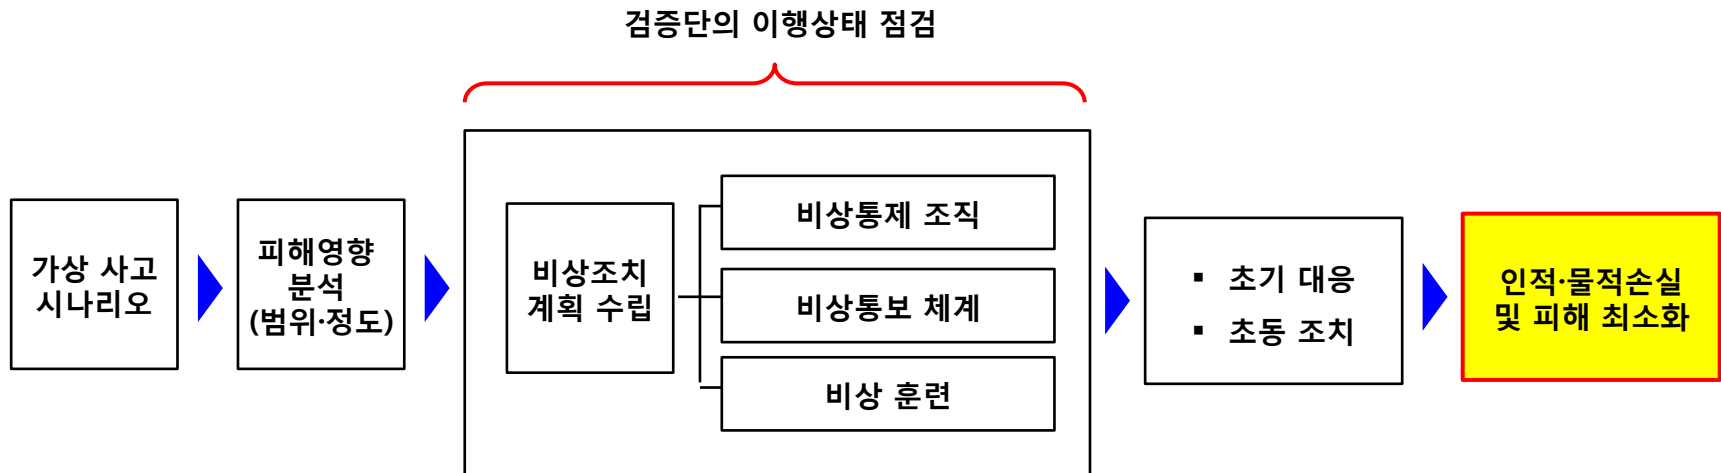 검증단의 이행상태 점검
가상 사고
시나리오
피해영향
분석
(범위·정도)
비상조치
계획 수립
비상통제 조직
비상통보 체계
비상 훈련
▪ 초기 대응
▪ 초동 조치
인적·물적손실
및 피해 최소화